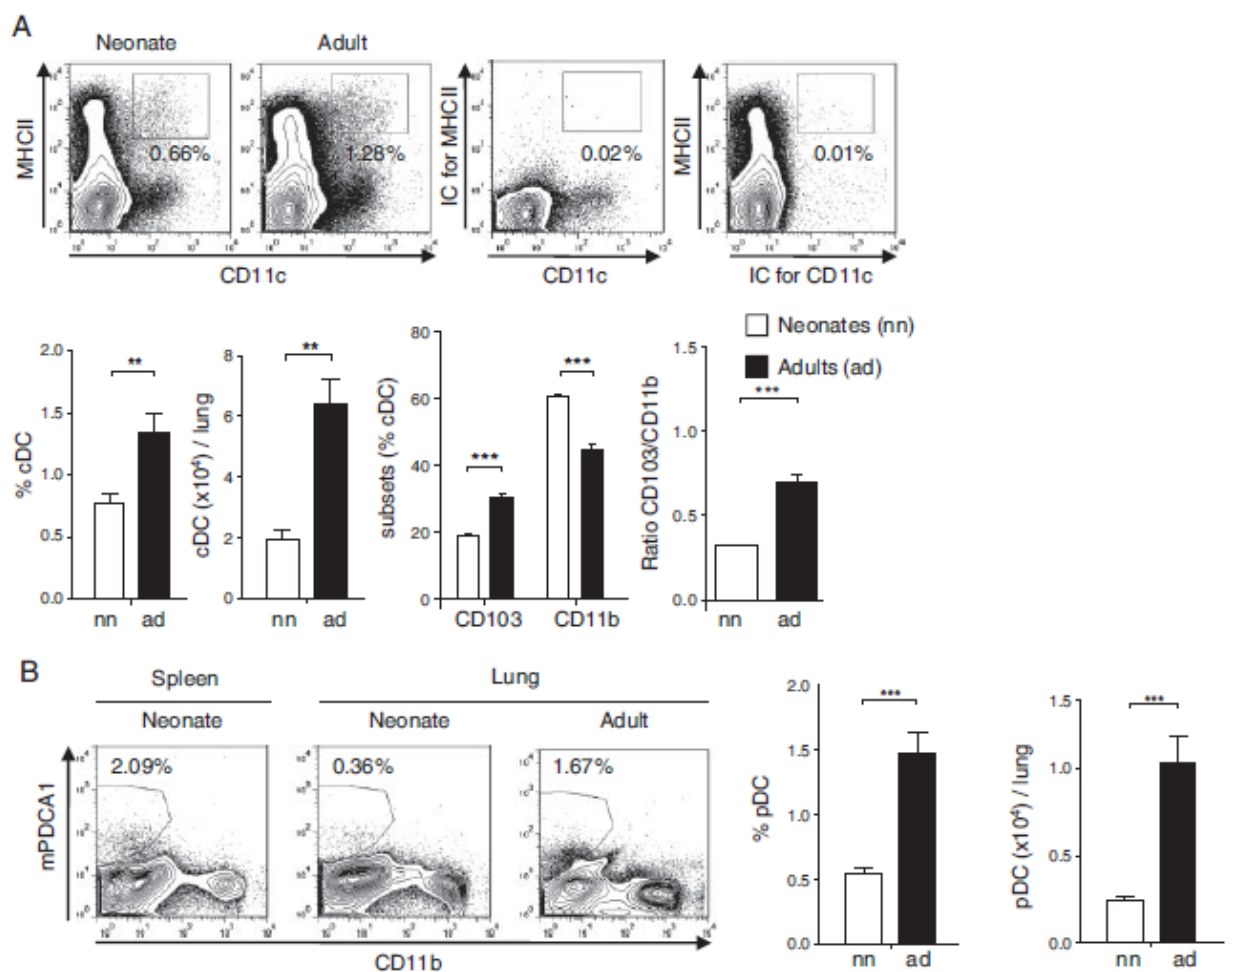 A
Neonate Adult
MHCII
0.66%
1.28%
CD11c
IC for MHCII
0.02%
CD11c
MHCII
0.01%
IC for CD11c
Neonates (nn)
Adults (ad)
% cDC
2.0
1.5
1.0
0.5
0.0
**
nn ad
cDC (x10⁴) / lung
8
6
4
2
0
**
nn ad
subsets (% cDC)
80
60
40
20
0
***
***
CD103 CD11b
Ratio CD103/CD11b
1.5
1.0
0.5
0.0
***
nn ad
B
Spleen Lung
Neonate Neonate Adult
mPDCA1
2.09%
0.36%
1.67%
CD11b
% pDC
2.0
1.5
1.0
0.5
0.0
***
nn ad
pDC (x10⁴) / lung
1.5
1.0
0.5
0.0
***
nn ad